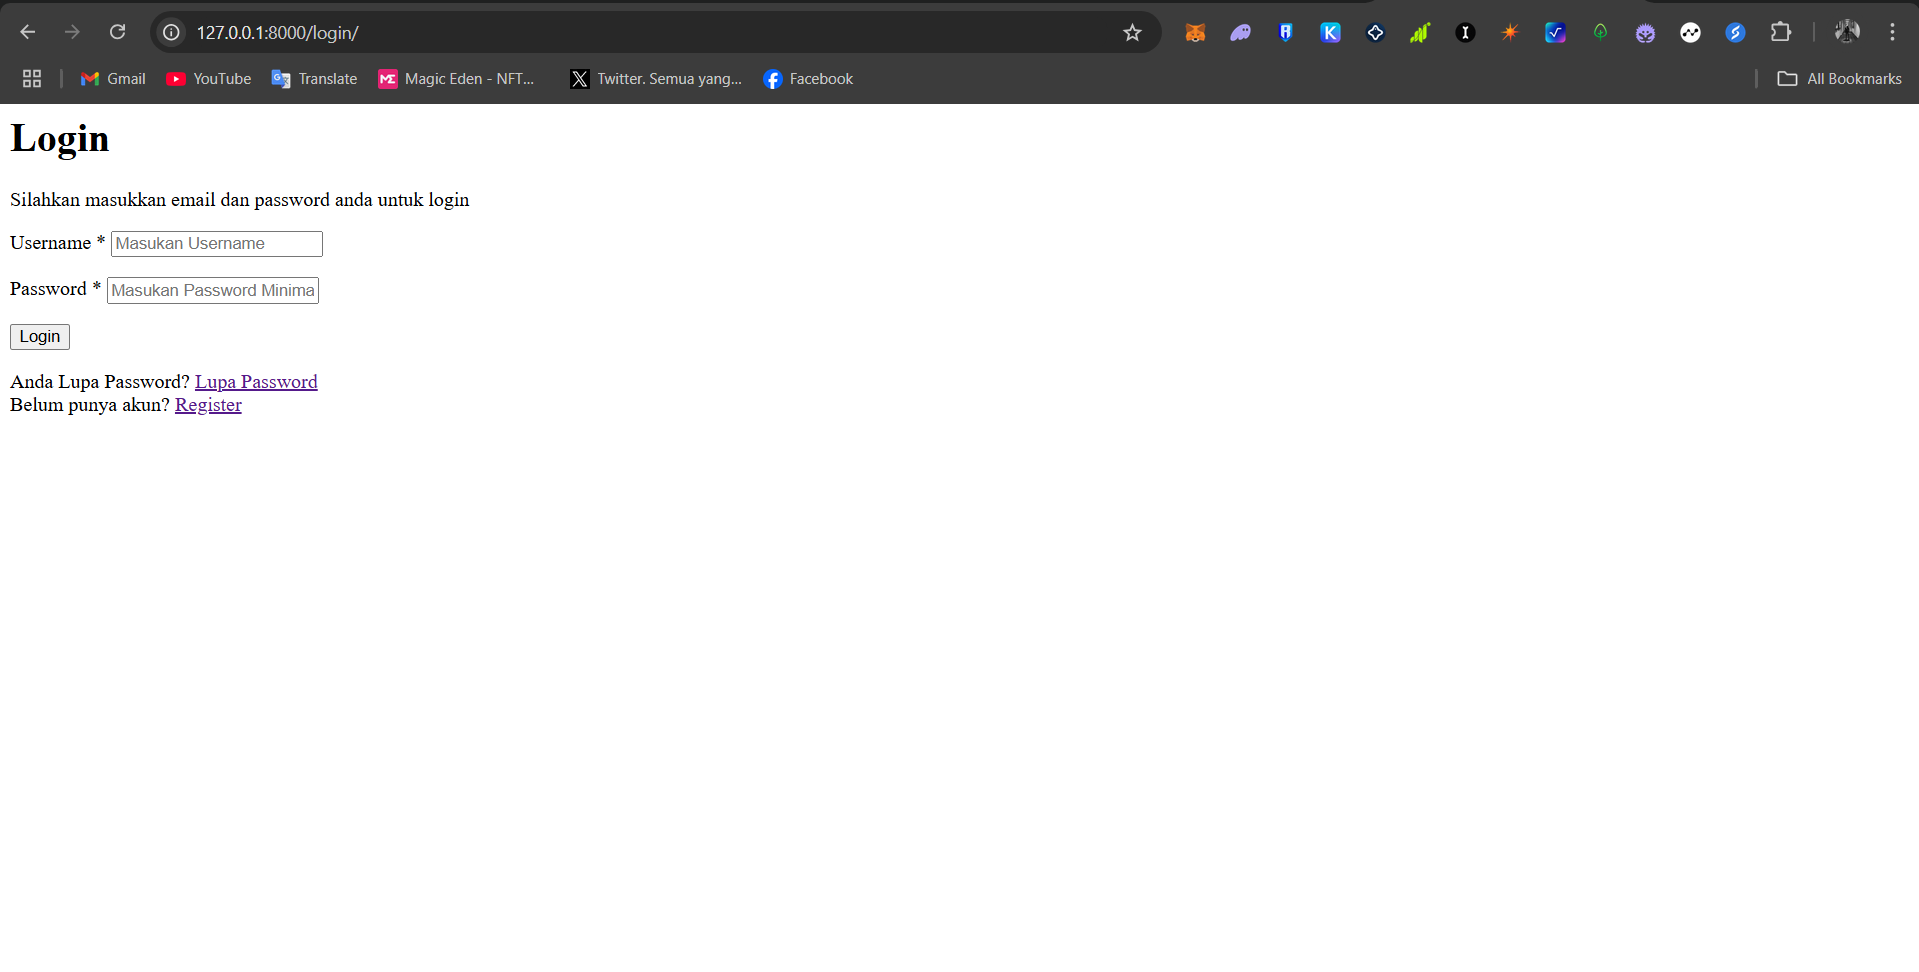 127.0.0.1:8000/login/
Gmail YouTube Translate Magic Eden - NFT... Twitter. Semua yang... Facebook All Bookmarks
Login
Silahkan masukkan email dan password anda untuk login
Username * Masukan Username
Password * Masukan Password Minima
Login
Anda Lupa Password? Lupa Password
Belum punya akun? Register